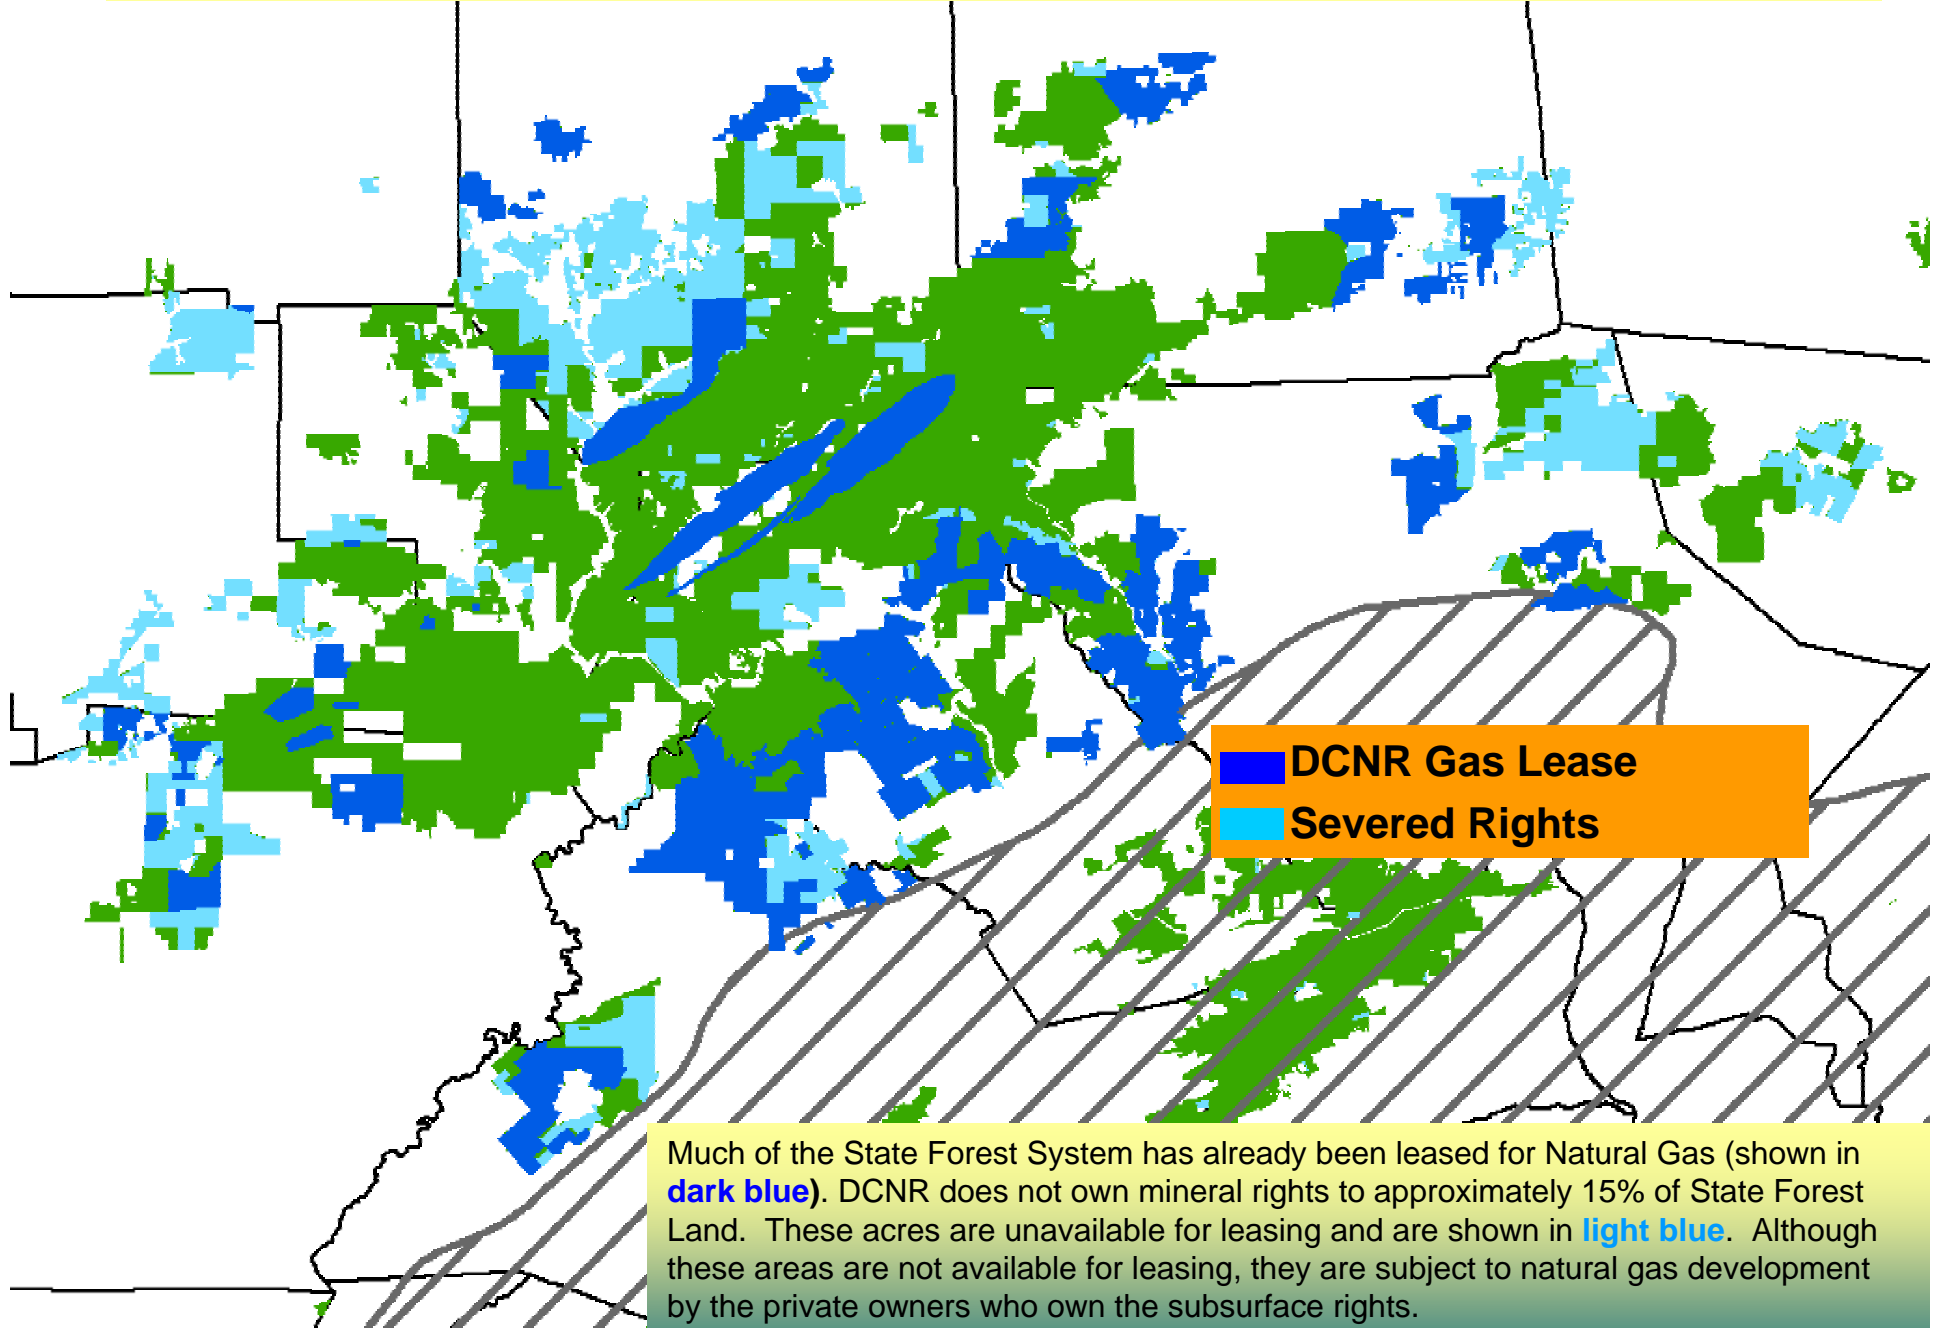 DCNR Gas Lease
Severed Rights
Much of the State Forest System has already been leased for Natural Gas (shown in
dark blue). DCNR does not own mineral rights to approximately 15% of State Forest
Land.  These acres are unavailable for leasing and are shown in light blue.  Although
these areas are not available for leasing, they are subject to natural gas development
by the private owners who own the subsurface rights.